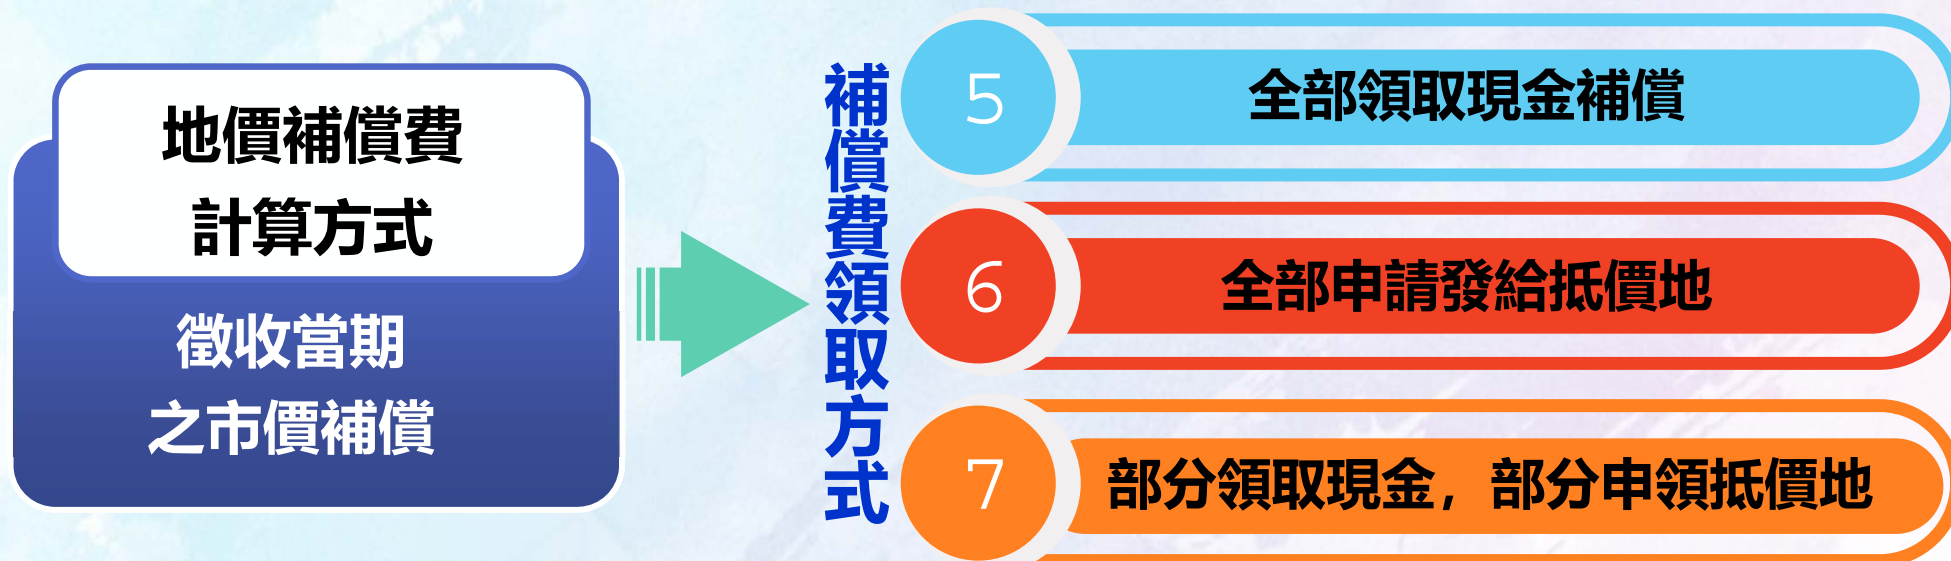 地價補償費
計算方式
徵收當期
之市價補償
補償費領取方式
5
全部領取現金補償
6
全部申請發給抵價地
7
部分領取現金，部分申領抵價地